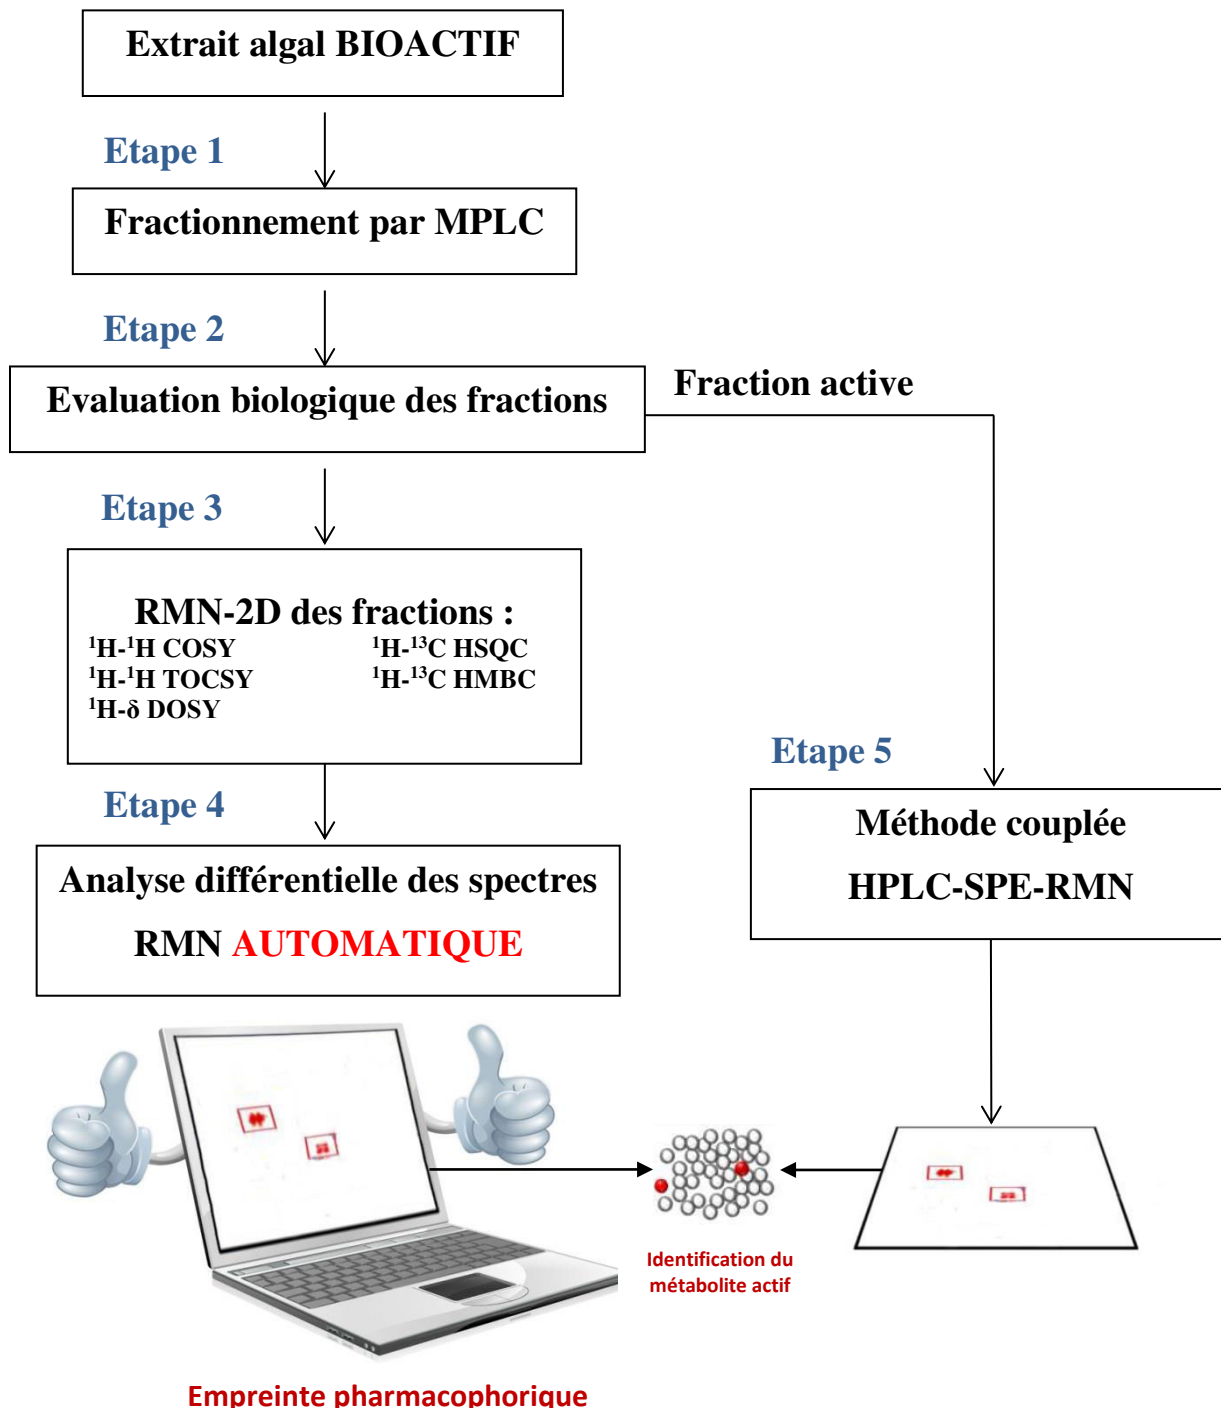 Extrait algal BIOACTIF
Etape 1
Fractionnement par MPLC
Etape 2
Evaluation biologique des fractions
Fraction active
Etape 3
RMN-2D des fractions :
¹H-¹H COSY
¹H-¹³C HSQC
¹H-¹H TOCSY
¹H-¹³C HMBC
¹H-δ DOSY
Etape 4
Analyse différentielle des spectres
RMN AUTOMATIQUE
Etape 5
Méthode couplée
HPLC-SPE-RMN
Identification du
métabolite actif
Empreinte pharmacophorique